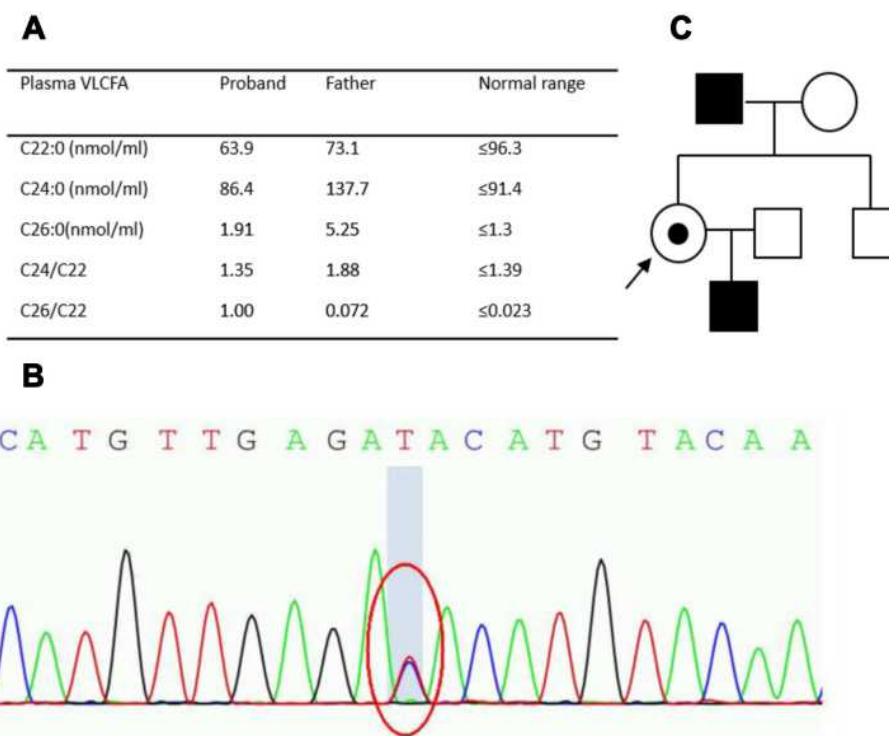 A
C
Plasma VLCFA Proband Father Normal range
C22:0 (nmol/ml) 63.9 73.1 ≤96.3
C24:0 (nmol/ml) 86.4 137.7 ≤91.4
C26:0(nmol/ml) 1.91 5.25 ≤1.3
C24/C22 1.35 1.88 ≤1.39
C26/C22 1.00 0.072 ≤0.023
B
C A T G T T G A G A T A C A T G T A C A A